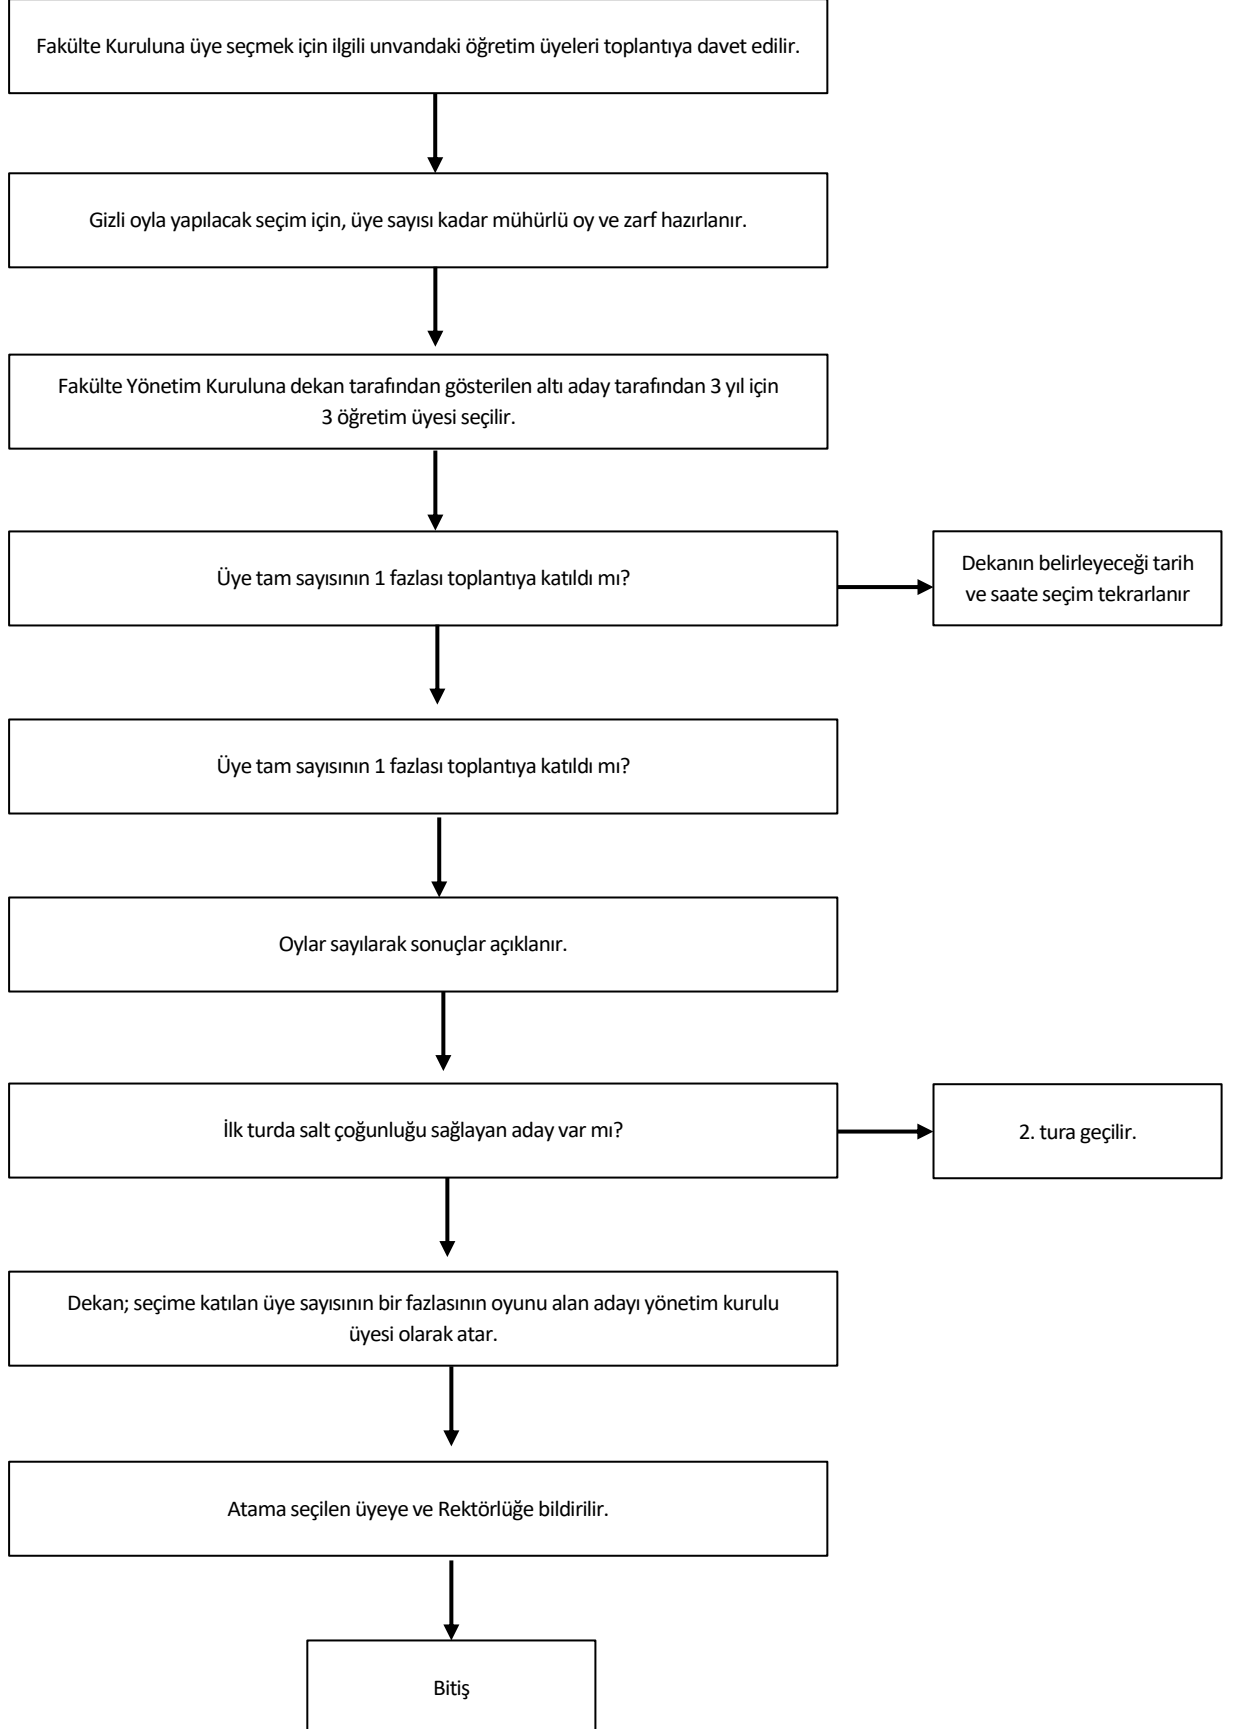 Fakülte Kuruluna üye seçmek için ilgili unvandaki öğretim üyeleri toplantıya davet edilir.
Gizli oyla yapılacak seçim için, üye sayısı kadar mühürlü oy ve zarf hazırlanır.
Fakülte Yönetim Kuruluna dekan tarafından gösterilen altı aday tarafından 3 yıl için
3 öğretim üyesi seçilir.
Üye tam sayısının 1 fazlası toplantıya katıldı mı?
Dekanın belirleyeceği tarih
ve saate seçim tekrarlanır
Üye tam sayısının 1 fazlası toplantıya katıldı mı?
Oylar sayılarak sonuçlar açıklanır.
İlk turda salt çoğunluğu sağlayan aday var mı?
2. tura geçilir.
Dekan; seçime katılan üye sayısının bir fazlasının oyunu alan adayı yönetim kurulu
üyesi olarak atar.
Atama seçilen üyeye ve Rektörlüğe bildirilir.
Bitiş